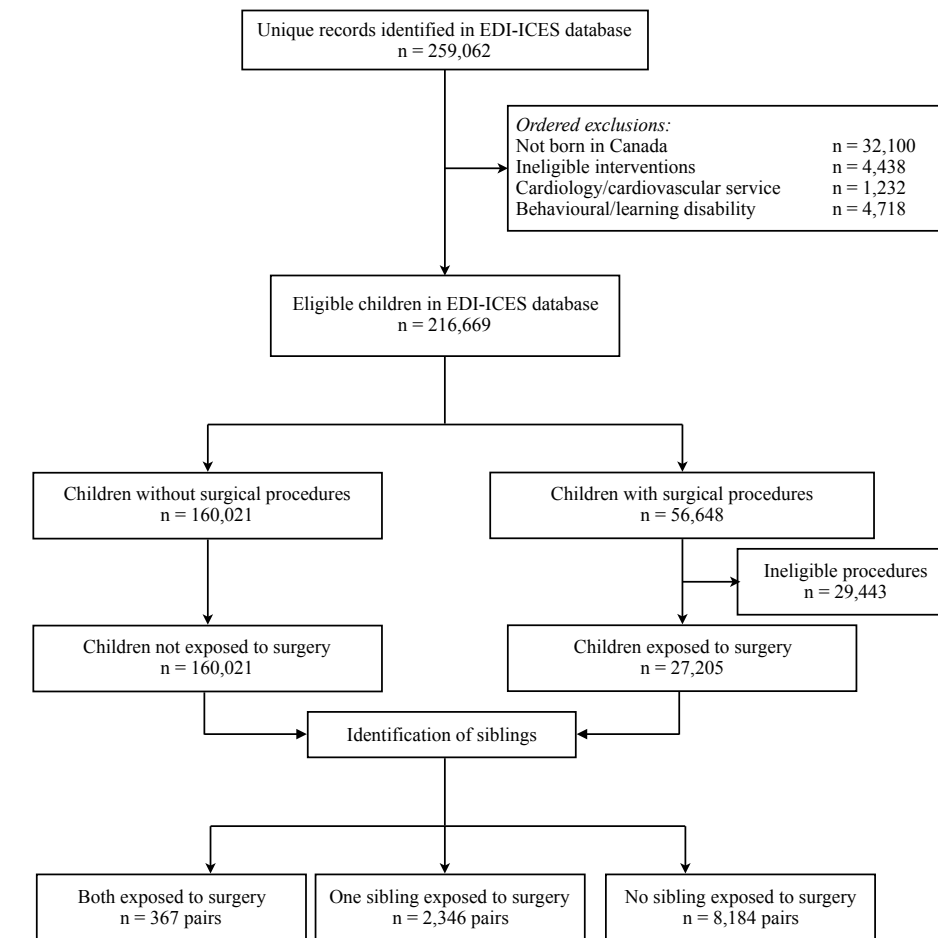 Unique records identified in EDI-ICES database
n = 259,062
Ordered exclusions:
Not born in Canada n = 32,100
Ineligible interventions n = 4,438
Cardiology/cardiovascular service n = 1,232
Behavioural/learning disability n = 4,718
Eligible children in EDI-ICES database
n = 216,669
Children without surgical procedures
n = 160,021
Children with surgical procedures
n = 56,648
Ineligible procedures
n = 29,443
Children not exposed to surgery
n = 160,021
Children exposed to surgery
n = 27,205
Identification of siblings
Both exposed to surgery
n = 367 pairs
One sibling exposed to surgery
n = 2,346 pairs
No sibling exposed to surgery
n = 8,184 pairs